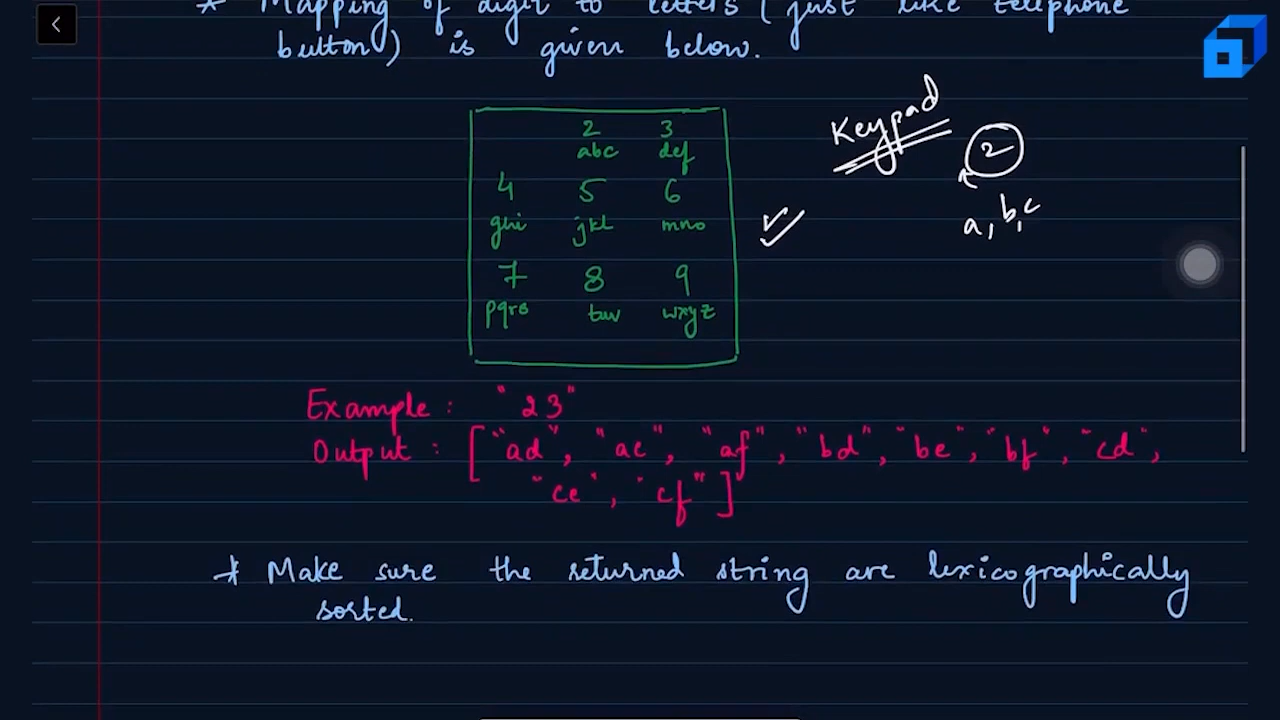 * Mapping of digit to letters (just like telephone
button) is given below.
Keypad
2
a, b, c
2 3
abc def
4 5 6
ghi jkl mno
7 8 9
pqrs tuv wxyz
Example : "23"
Output : ["ad", "ae", "af", "bd", "be", "bf", "cd",
"ce", "cf"]
* Make sure the returned string are lexicographically
sorted.